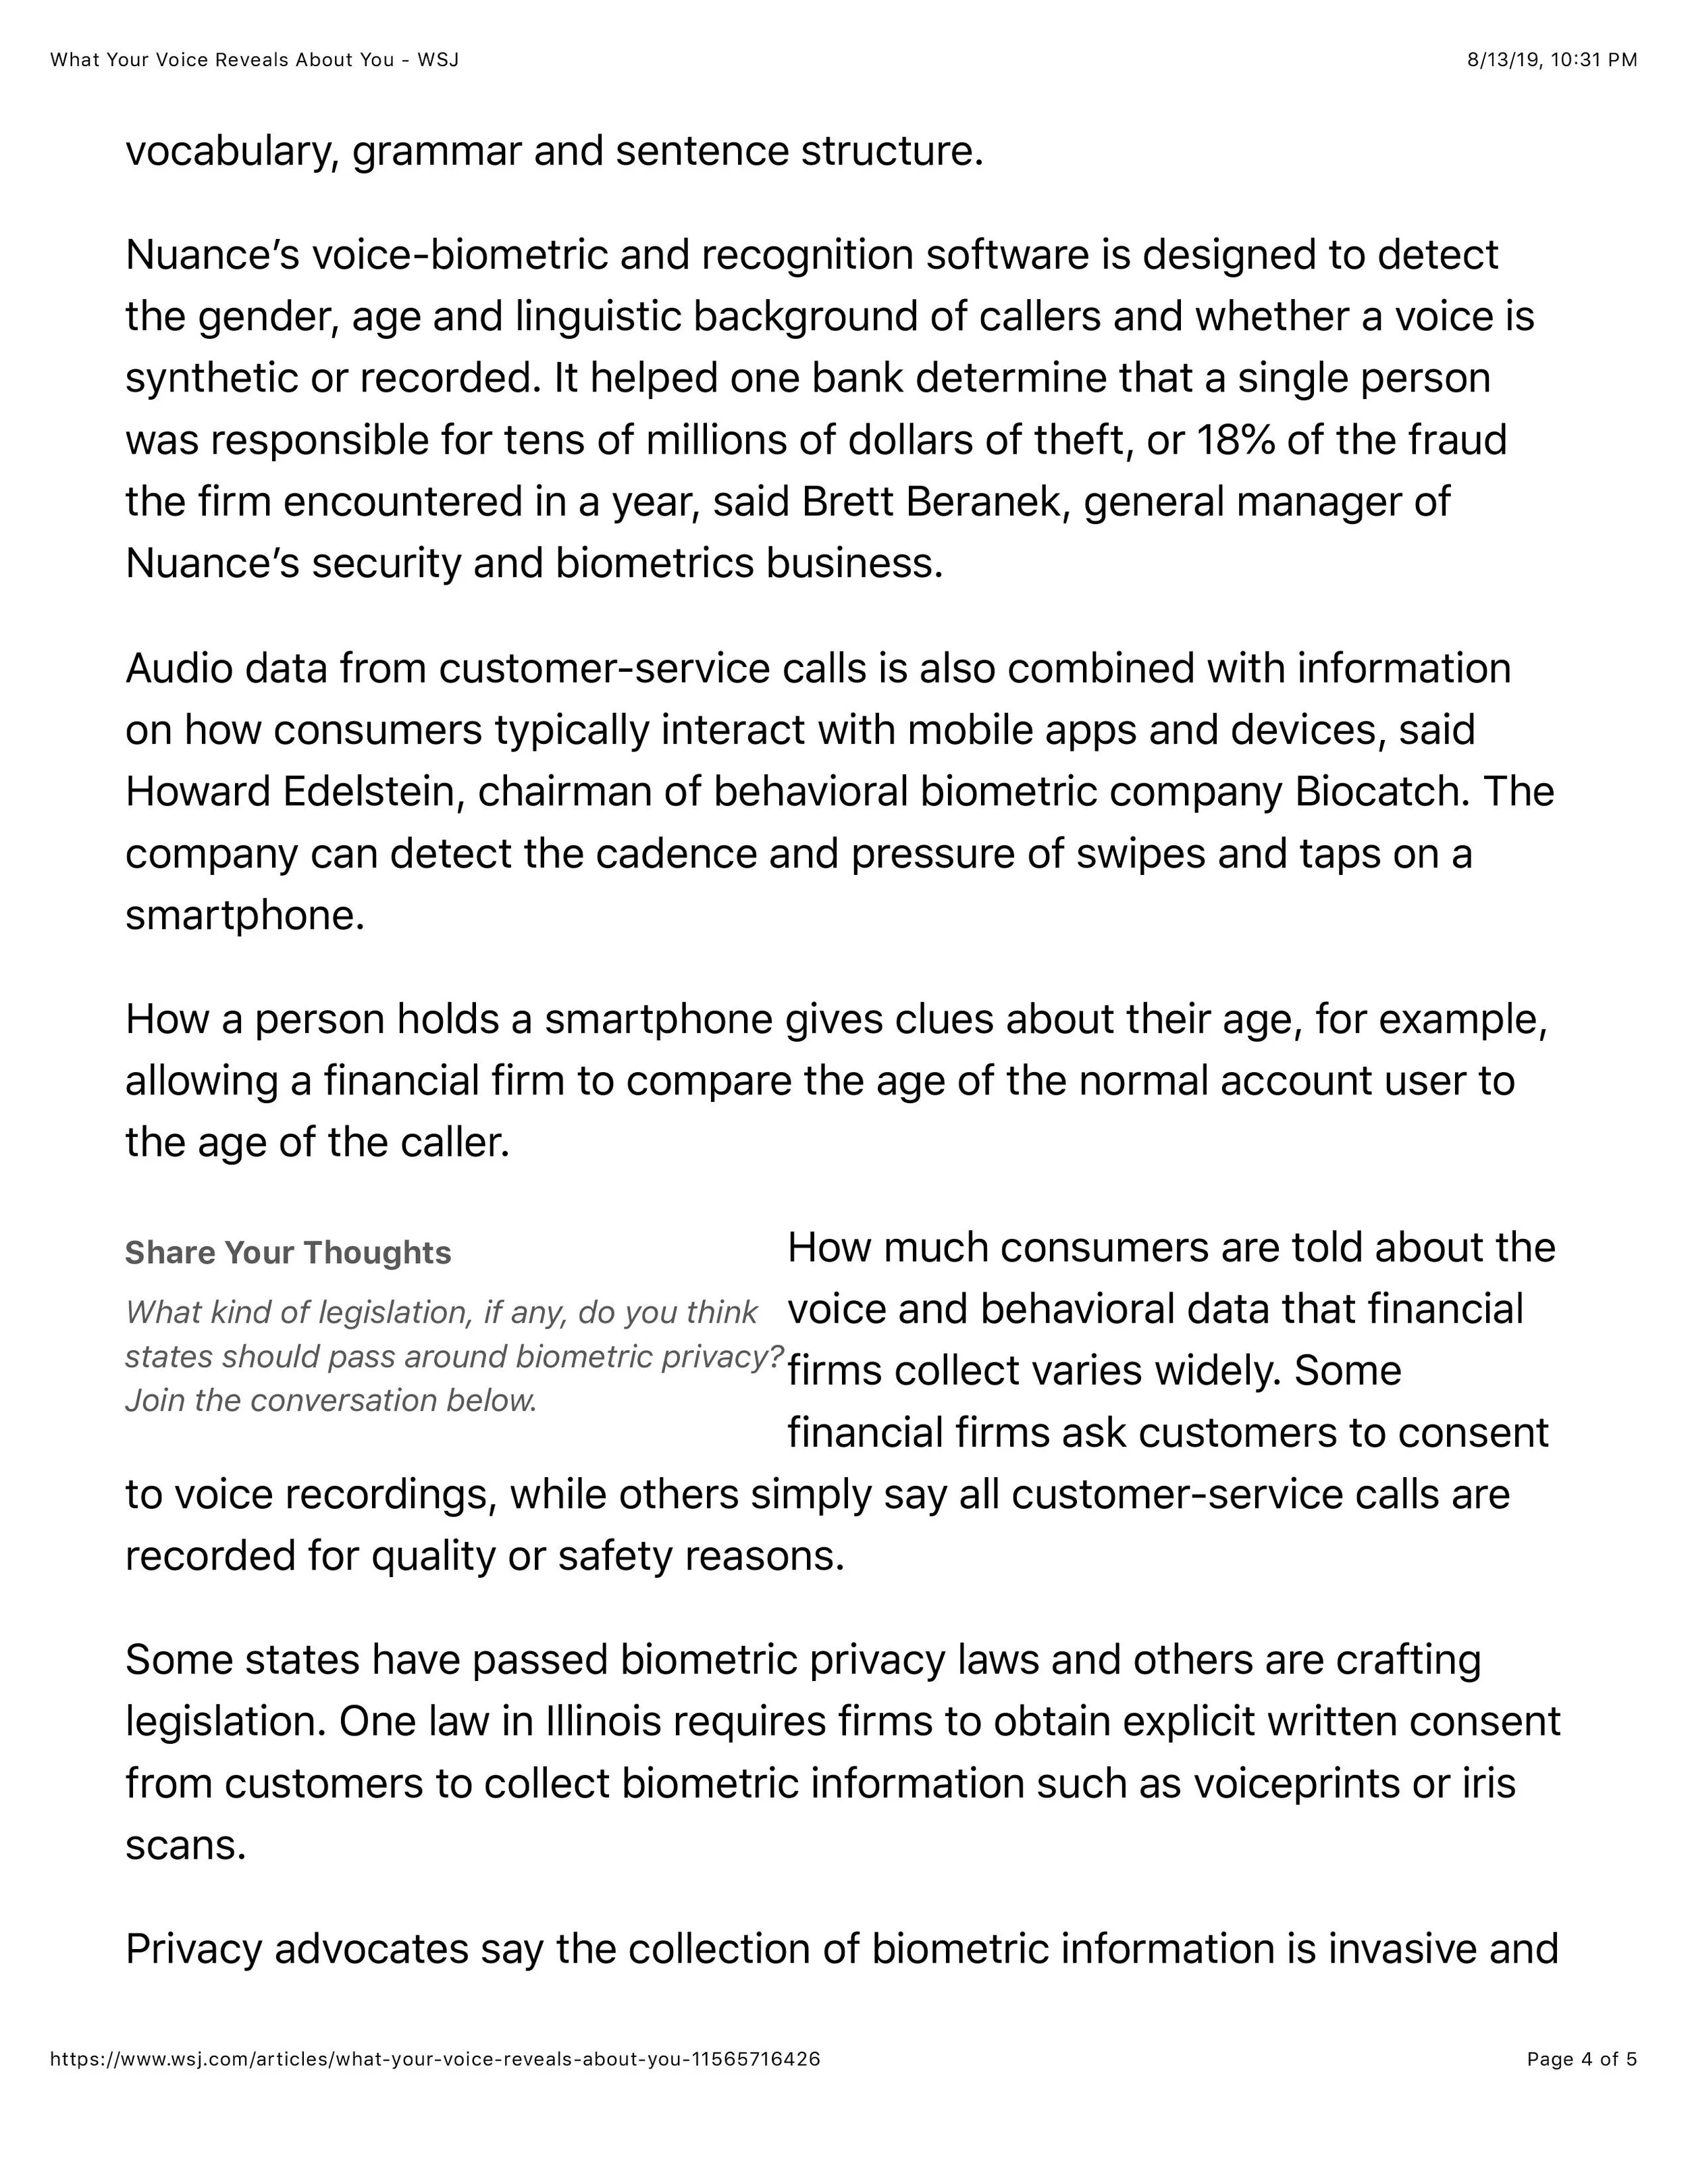 What Your Voice Reveals About You - WSJ
8/13/19, 10:31 PM
vocabulary, grammar and sentence structure.
Nuance’s voice-biometric and recognition software is designed to detect
the gender, age and linguistic background of callers and whether a voice is
synthetic or recorded. It helped one bank determine that a single person
was responsible for tens of millions of dollars of theft, or 18% of the fraud
the firm encountered in a year, said Brett Beranek, general manager of
Nuance’s security and biometrics business.
Audio data from customer-service calls is also combined with information
on how consumers typically interact with mobile apps and devices, said
Howard Edelstein, chairman of behavioral biometric company Biocatch. The
company can detect the cadence and pressure of swipes and taps on a
smartphone.
How a person holds a smartphone gives clues about their age, for example,
allowing a financial firm to compare the age of the normal account user to
the age of the caller.
Share Your Thoughts
What kind of legislation, if any, do you think
states should pass around biometric privacy?
Join the conversation below.
How much consumers are told about the
voice and behavioral data that financial
firms collect varies widely. Some
financial firms ask customers to consent
to voice recordings, while others simply say all customer-service calls are
recorded for quality or safety reasons.
Some states have passed biometric privacy laws and others are crafting
legislation. One law in Illinois requires firms to obtain explicit written consent
from customers to collect biometric information such as voiceprints or iris
scans.
Privacy advocates say the collection of biometric information is invasive and
https://www.wsj.com/articles/what-your-voice-reveals-about-you-11565716426
Page 4 of 5